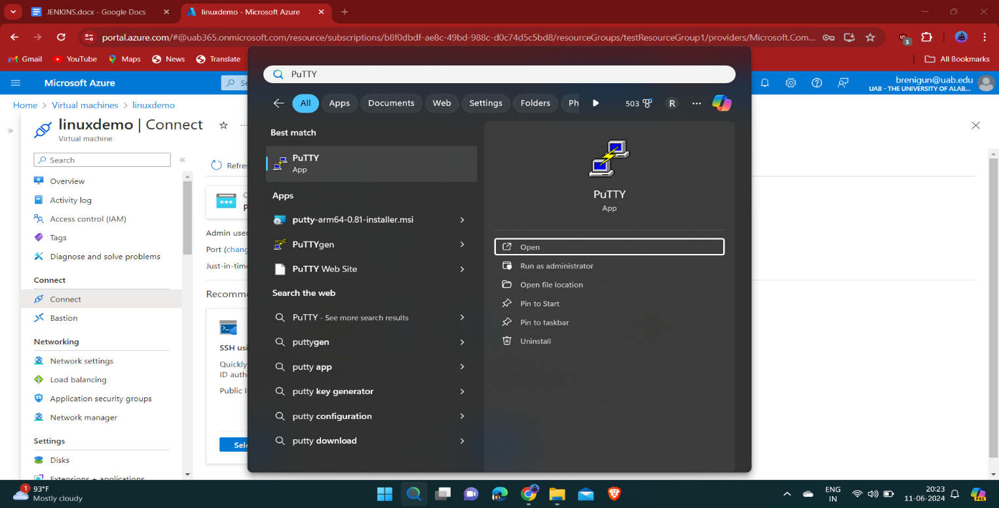 JENKINS.docx - Google Docs
linuxdemo - Microsoft Azure
portal.azure.com/#@uab365.onmicrosoft.com/resource/subscriptions/b8f0dbdf-ae8c-49bd-988c-d0c74d5c5bd8/resourceGroups/testResourceGroup1/providers/Microsoft.Com...
5
Gmail
YouTube
Maps
News
Translate
All Bookmarks
Microsoft Azure
Se
brenigun@uab.edu
UAB - THE UNIVERSITY OF ALAB...
Home > Virtual machines > linuxdemo
linuxdemo | Connect
Virtual machine
Search
Overview
Activity log
Access control (IAM)
Tags
Diagnose and solve problems
Connect
Connect
Bastion
Networking
Network settings
Load balancing
Application security groups
Network manager
Settings
Disks
Extensions + applications
Refres
Admin user
Port (chang
Just-in-time
Recomm
SSH usi
Quickly
ID auth
Public I
Sele
PuTTY
All
Apps
Documents
Web
Settings
Folders
Ph
503
R
Best match
PuTTY
App
Apps
putty-arm64-0.81-installer.msi
PuTTYgen
PuTTY Web Site
Search the web
PuTTY - See more search results
puttygen
putty app
putty key generator
putty configuration
putty download
PuTTY
App
Open
Run as administrator
Open file location
Pin to Start
Pin to taskbar
Uninstall
1
93°F
Mostly cloudy
ENG
IN
20:23
11-06-2024
PRE